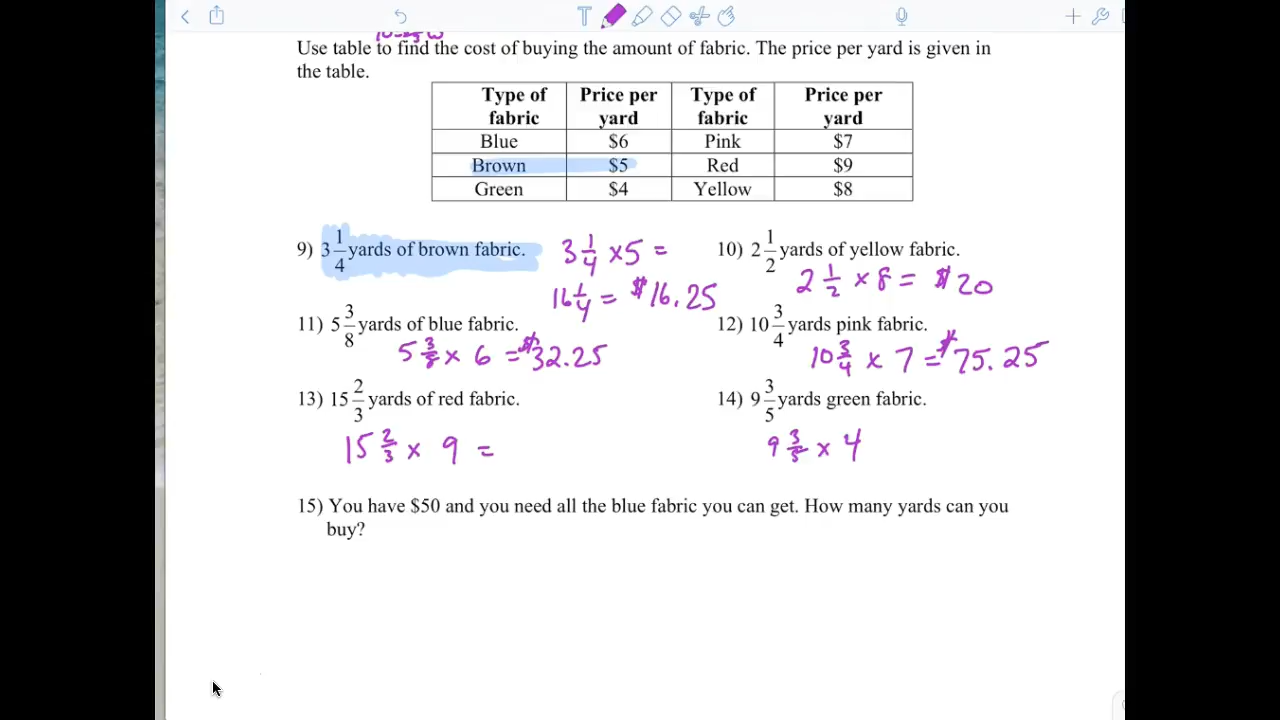 Use table to find the cost of buying the amount of fabric. The price per yard is given in
the table.
Type of fabric Price per yard Type of fabric Price per yard
Blue $6 Pink $7
Brown $5 Red $9
Green $4 Yellow $8
9) 3 1/4 yards of brown fabric. 3 1/4 × 5 =
16 1/4 = $16.25
10) 2 1/2 yards of yellow fabric.
2 1/2 × 8 = $20
11) 5 3/8 yards of blue fabric.
5 3/8 × 6 = $32.25
12) 10 3/4 yards pink fabric.
10 3/4 × 7 = $75.25
13) 15 2/3 yards of red fabric.
15 2/3 × 9 =
14) 9 3/5 yards green fabric.
9 3/5 × 4
15) You have $50 and you need all the blue fabric you can get. How many yards can you
buy?